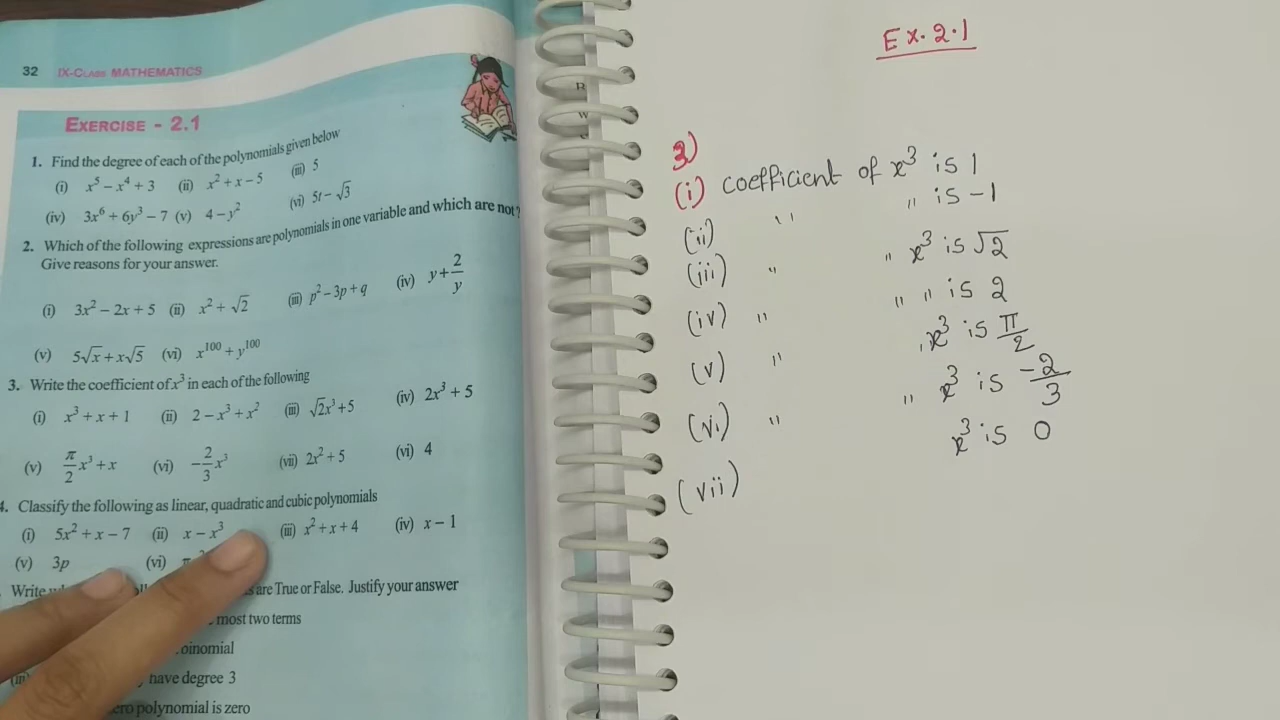 32 IX-CLASS MATHEMATICS
EXERCISE - 2.1
1. Find the degree of each of the polynomials given below
(i) x⁵ − x⁴ + 3 (ii) x² + x − 5 (iii) 5
(iv) 3x⁶ + 6y³ − 7 (v) 4 − y² (vi) 5t − √3
2. Which of the following expressions are polynomials in one variable and which are not?
Give reasons for your answer.
(i) 3x² − 2x + 5 (ii) x² + √2 (iii) p² − 3p + q (iv) y + 2/y
(v) 5√x + x√5 (vi) x¹⁰⁰ + y¹⁰⁰
3. Write the coefficient of x³ in each of the following
(i) x³ + x + 1 (ii) 2 − x³ + x² (iii) √2x³ + 5 (iv) 2x³ + 5
(v) π/2 x³ + x (vi) −2/3 x³ (vii) 2x² + 5 (vi) 4
4. Classify the following as linear, quadratic and cubic polynomials
(i) 5x² + x − 7 (ii) x − x³ (iii) x² + x + 4 (iv) x − 1
(v) 3p (vi)
Write are True or False. Justify your answer
most two terms
have degree 3
polynomial is zero
R
W
Ex. 2.1
3)
(i) coefficient of x³ is 1
(ii) " " is -1
(iii) " " x³ is √2
(iv) " " " is 2
(v) " x³ is π/2
(vi) " " x³ is -2/3
(vii) x³ is 0